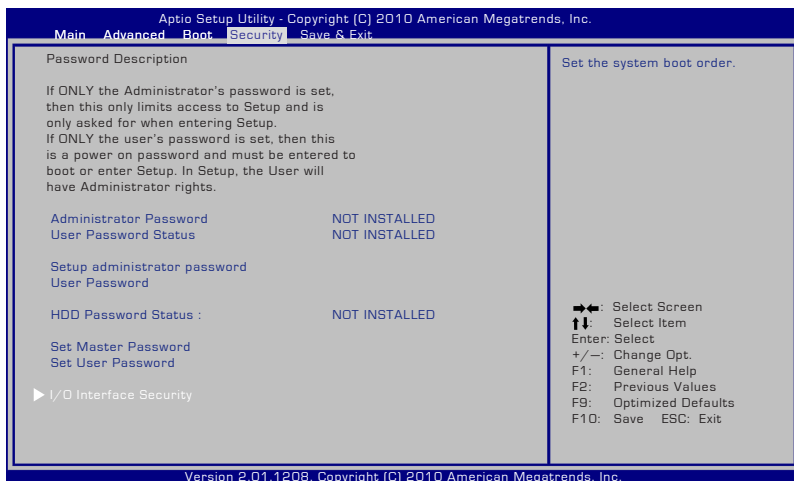 Aptio Setup Utility - Copyright (C) 2010 American Megatrends, Inc.
Main Advanced Boot Security Save & Exit
Password Description
If ONLY the Administrator's password is set,
then this only limits access to Setup and is
only asked for when entering Setup.
If ONLY the user's password is set, then this
is a power on password and must be entered to
boot or enter Setup. In Setup, the User will
have Administrator rights.
Administrator Password NOT INSTALLED
User Password Status NOT INSTALLED
Setup administrator password
User Password
HDD Password Status : NOT INSTALLED
Set Master Password
Set User Password
▶ I/O Interface Security
Set the system boot order.
→←: Select Screen
↑↓: Select Item
Enter: Select
+/—: Change Opt.
F1: General Help
F2: Previous Values
F9: Optimized Defaults
F10: Save ESC: Exit
Version 2.01.1208. Copyright (C) 2010 American Megatrends, Inc.